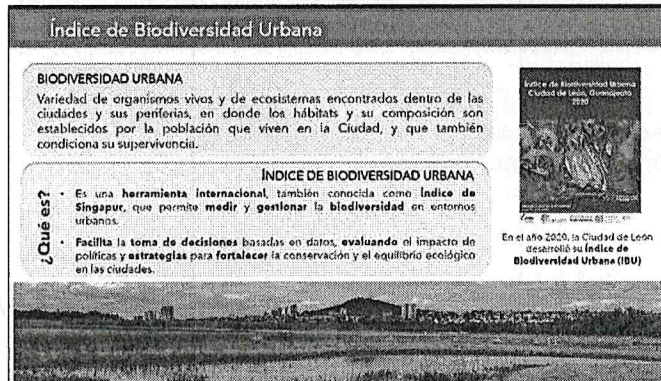 Índice de Biodiversidad Urbana
BIODIVERSIDAD URBANA
Variedad de organismos vivos y de ecosistemas encontrados dentro de las
ciudades y sus periferias, en donde los hábitats y su composición son
establecidos por la población que viven en la Ciudad, y que también
condiciona su supervivencia.
ÍNDICE DE BIODIVERSIDAD URBANA
¿Qué es?
• Es una herramienta internacional, también conocida como Índice de
Singapur, que permite medir y gestionar la biodiversidad en entornos
urbanos.
• Facilita la toma de decisiones basadas en datos, evaluando el impacto de
políticas y estrategias para fortalecer la conservación y el equilibrio ecológico
en las ciudades.
Índice de Biodiversidad Urbana
Ciudad de León, Guanajuato
2020
En el año 2020, la Ciudad de León
desarrolló su Índice de
Biodiversidad Urbana (IBU)